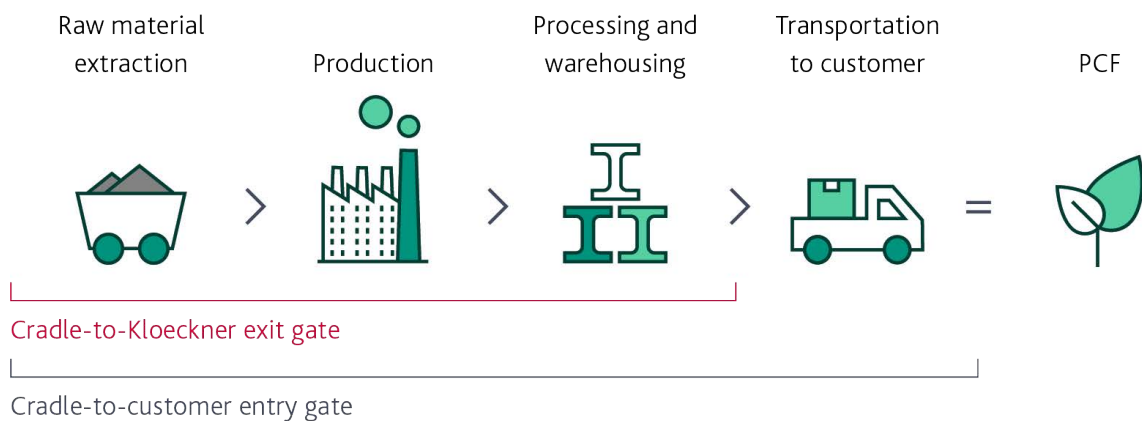 Raw material
extraction
Production
Processing and
warehousing
Transportation
to customer
PCF
Cradle-to-Kloeckner exit gate
Cradle-to-customer entry gate